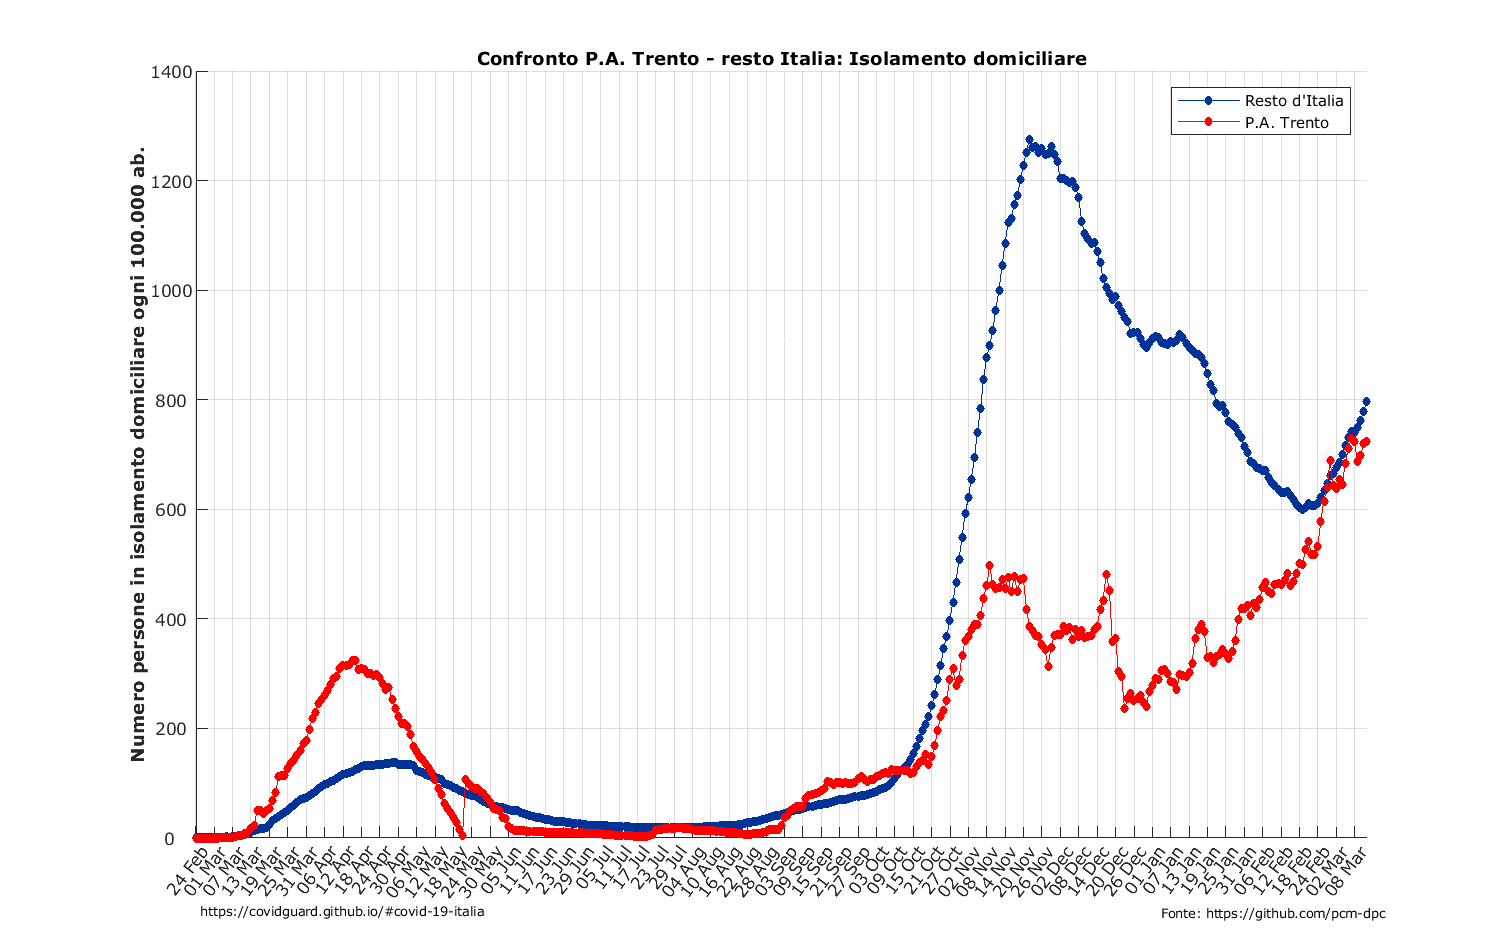 Confronto P.A. Trento - resto Italia: Isolamento domiciliare
Resto d'Italia
P.A. Trento
Numero persone in isolamento domiciliare ogni 100.000 ab.
1400
1200
1000
800
600
400
200
0
24 Feb
01 Mar
07 Mar
13 Mar
19 Mar
25 Mar
31 Mar
06 Apr
12 Apr
18 Apr
24 Apr
30 Apr
06 May
12 May
18 May
24 May
30 May
05 Jun
11 Jun
17 Jun
23 Jun
29 Jun
05 Jul
11 Jul
17 Jul
23 Jul
29 Jul
04 Aug
10 Aug
16 Aug
22 Aug
28 Aug
03 Sep
09 Sep
15 Sep
21 Sep
27 Sep
03 Oct
09 Oct
15 Oct
21 Oct
27 Oct
02 Nov
08 Nov
14 Nov
20 Nov
26 Nov
02 Dec
08 Dec
14 Dec
20 Dec
26 Dec
01 Jan
07 Jan
13 Jan
19 Jan
25 Jan
31 Jan
06 Feb
12 Feb
18 Feb
24 Feb
02 Mar
08 Mar
https://covidguard.github.io/#covid-19-italia
Fonte: https://github.com/pcm-dpc